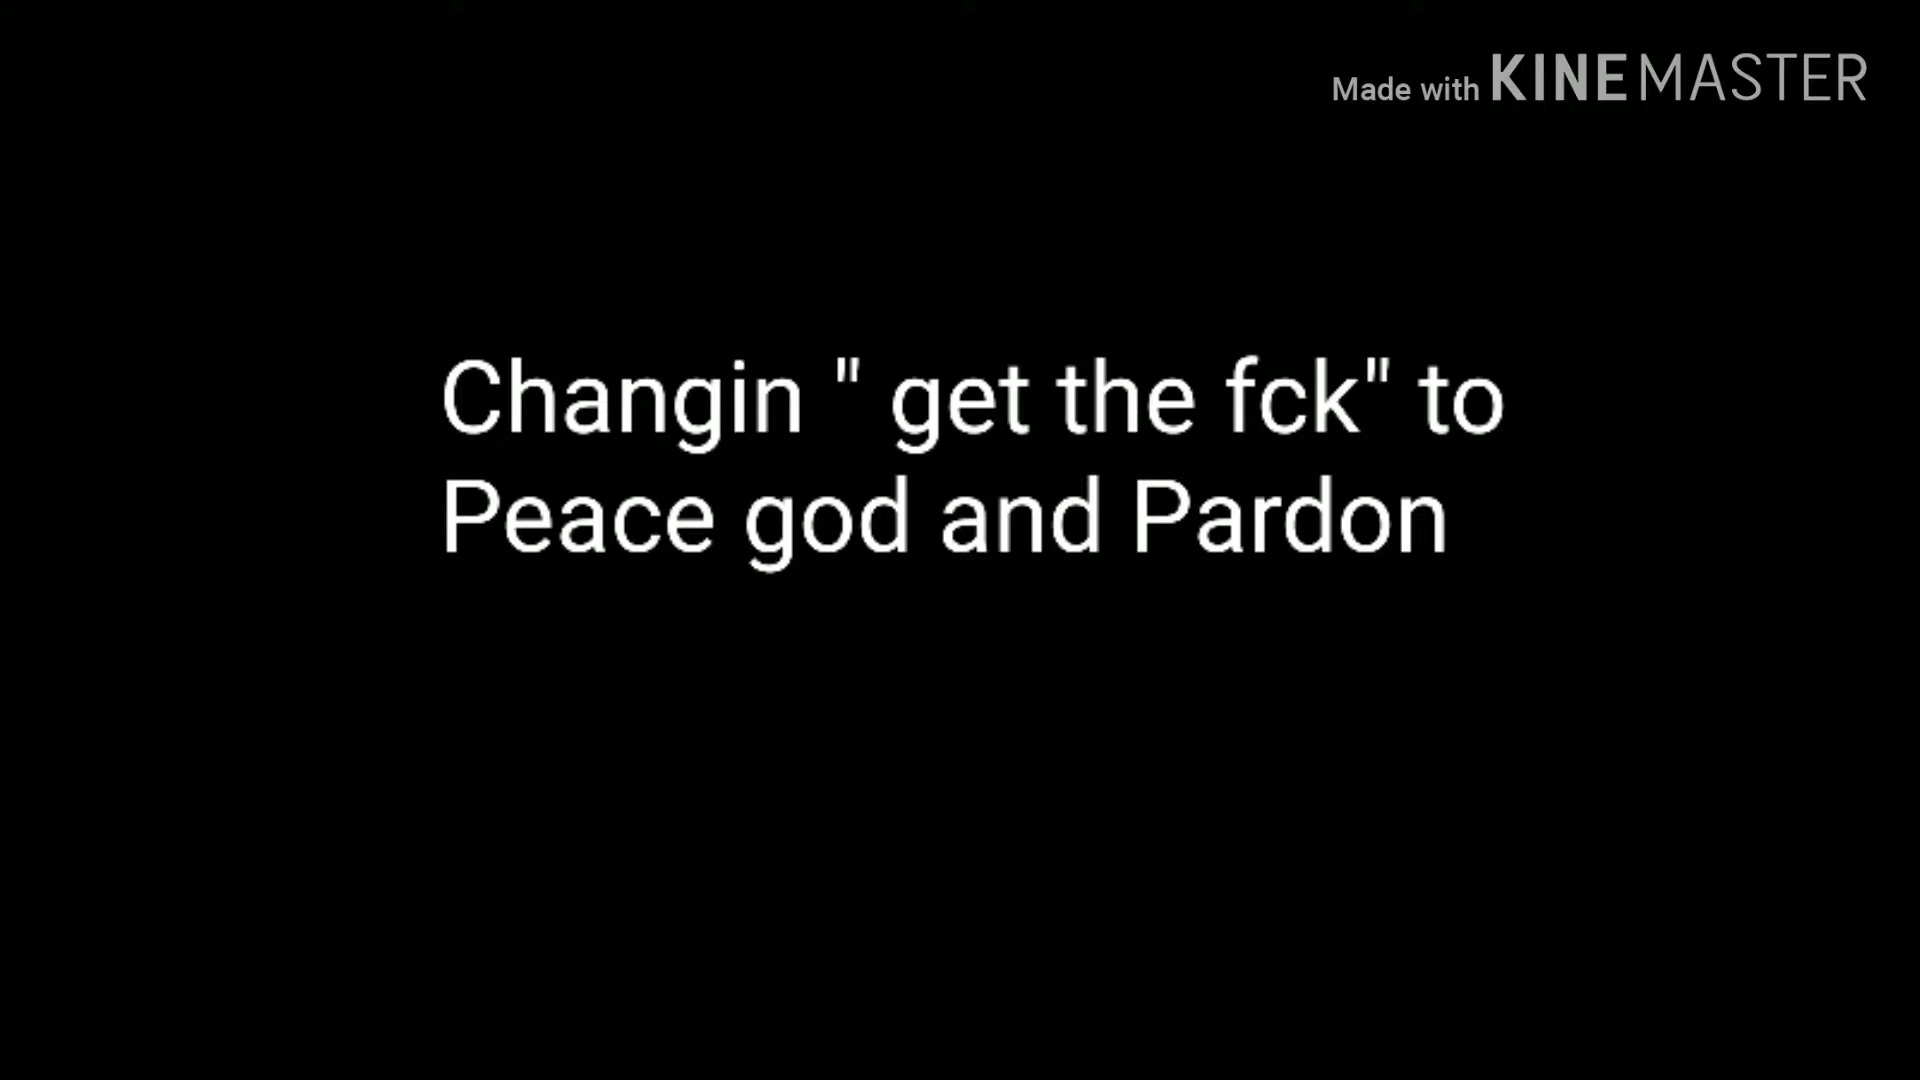 Made with KINEMASTER
Changin " get the fck" to
Peace god and Pardon